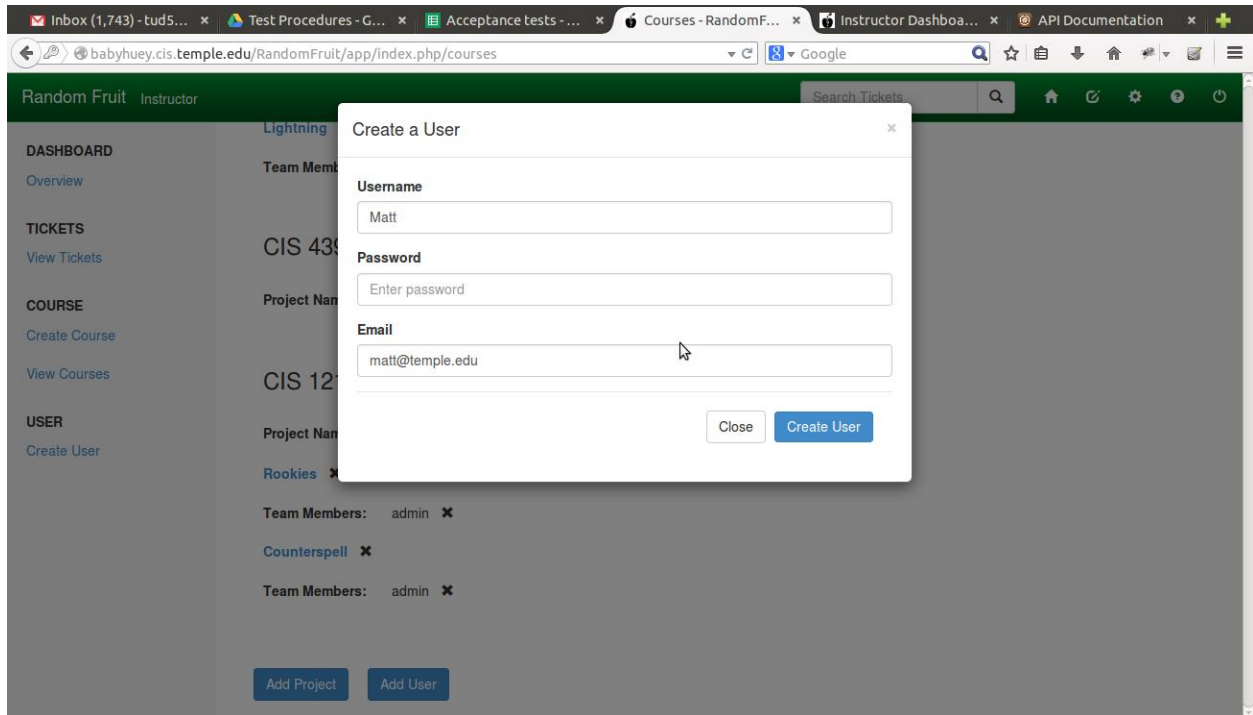 Inbox (1,743) - tud5... × Test Procedures - G... × Acceptance tests - ... × Courses - RandomF... × Instructor Dashboa... × API Documentation ×
babyhuey.cis.temple.edu/RandomFruit/app/index.php/courses
Google
Random Fruit Instructor
Search Tickets
DASHBOARD
Overview
TICKETS
View Tickets
COURSE
Create Course
View Courses
USER
Create User
Lightning
Team Memb
CIS 439
Project Nam
CIS 121
Project Nam
Rookies
Team Members: admin ✖
Counterspell ✖
Team Members: admin ✖
Add Project Add User
Create a User ×
Username
Matt
Password
Enter password
Email
matt@temple.edu
Close Create User